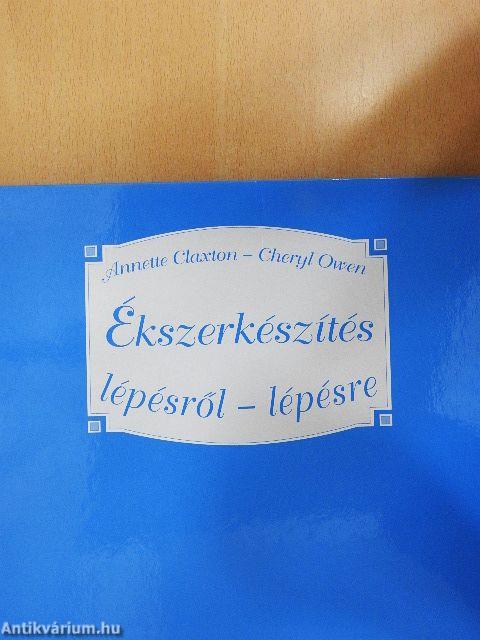 Annette Claxton – Cheryl Owen
Ékszerkészítés
lépésről – lépésre
Antikvárium.hu